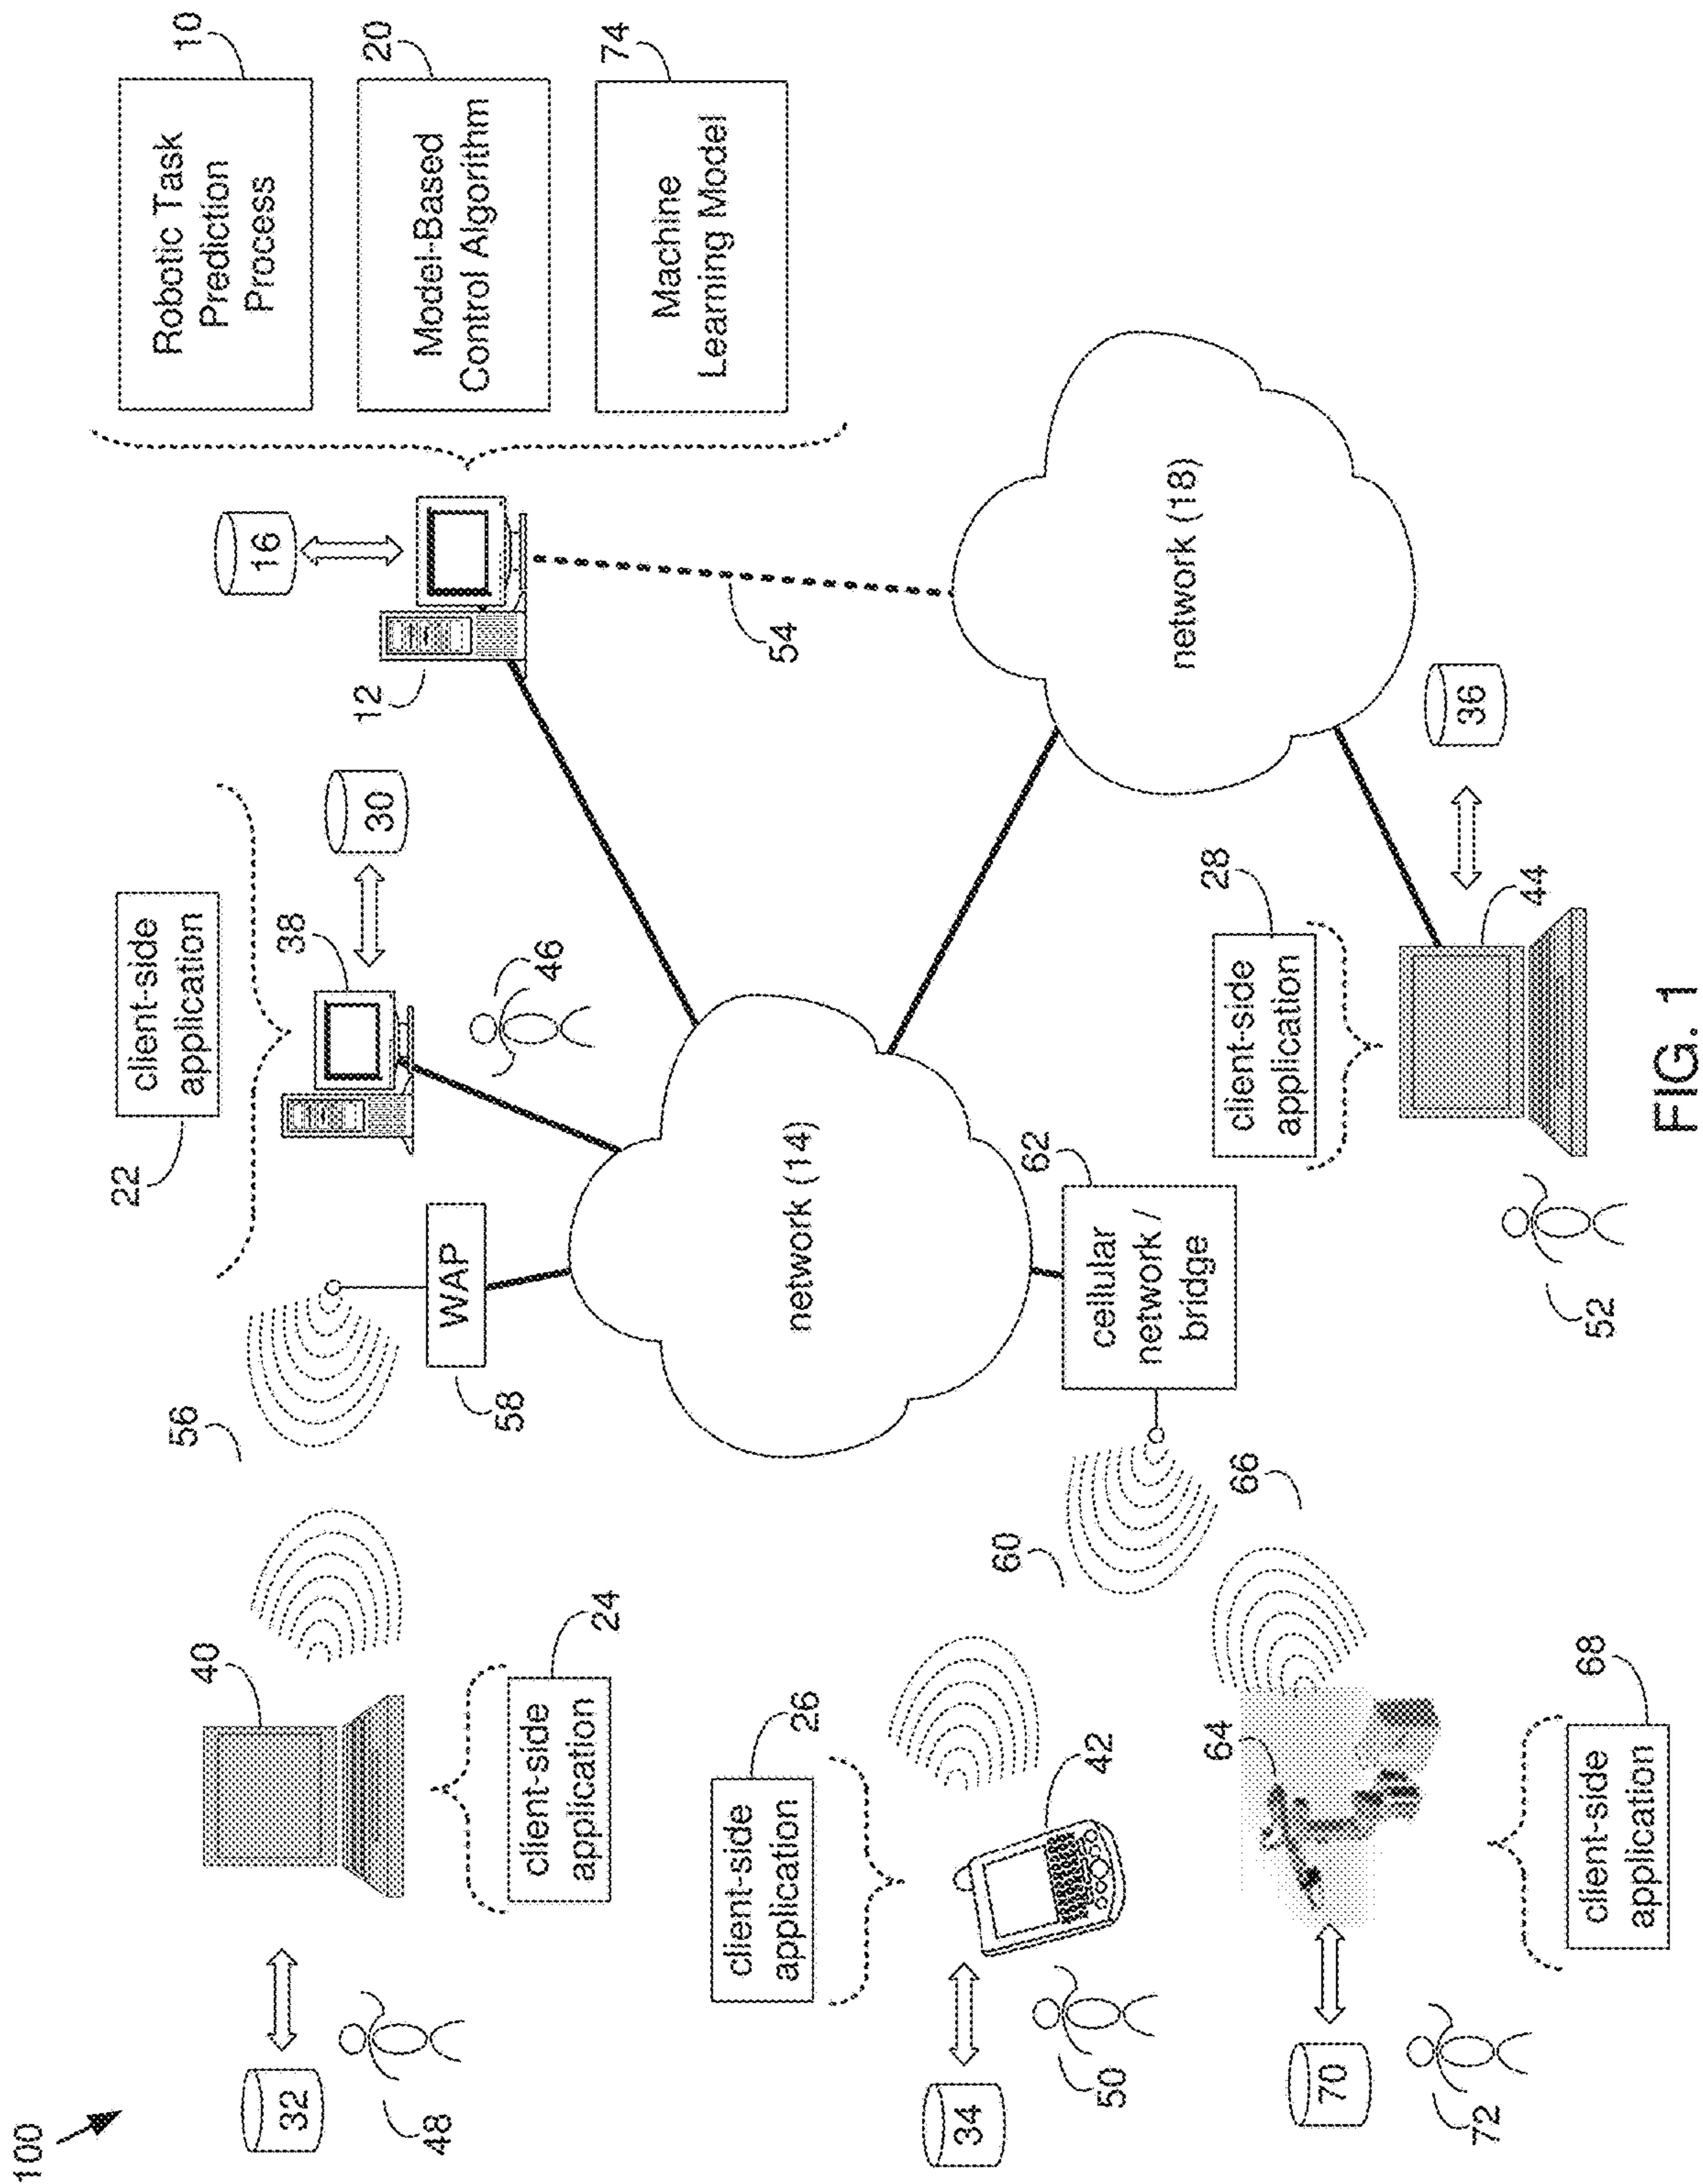 100
32
48
40
24
client-side
application
56
WAP
58
22
client-side
application
38
30
46
12
16
10
Robotic Task
Prediction
Process
20
Model-Based
Control Algorithm
74
Machine
Learning Model
54
network (14)
network (18)
34
50
26
client-side
application
42
60
62
cellular
network /
bridge
66
64
70
72
68
client-side
application
28
client-side
application
44
36
52
FIG. 1